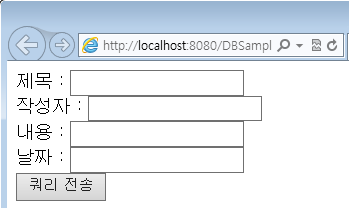 http://localhost:8080/DBSampl
제목 :
작성자 :
내용 :
날짜 :
쿼리 전송